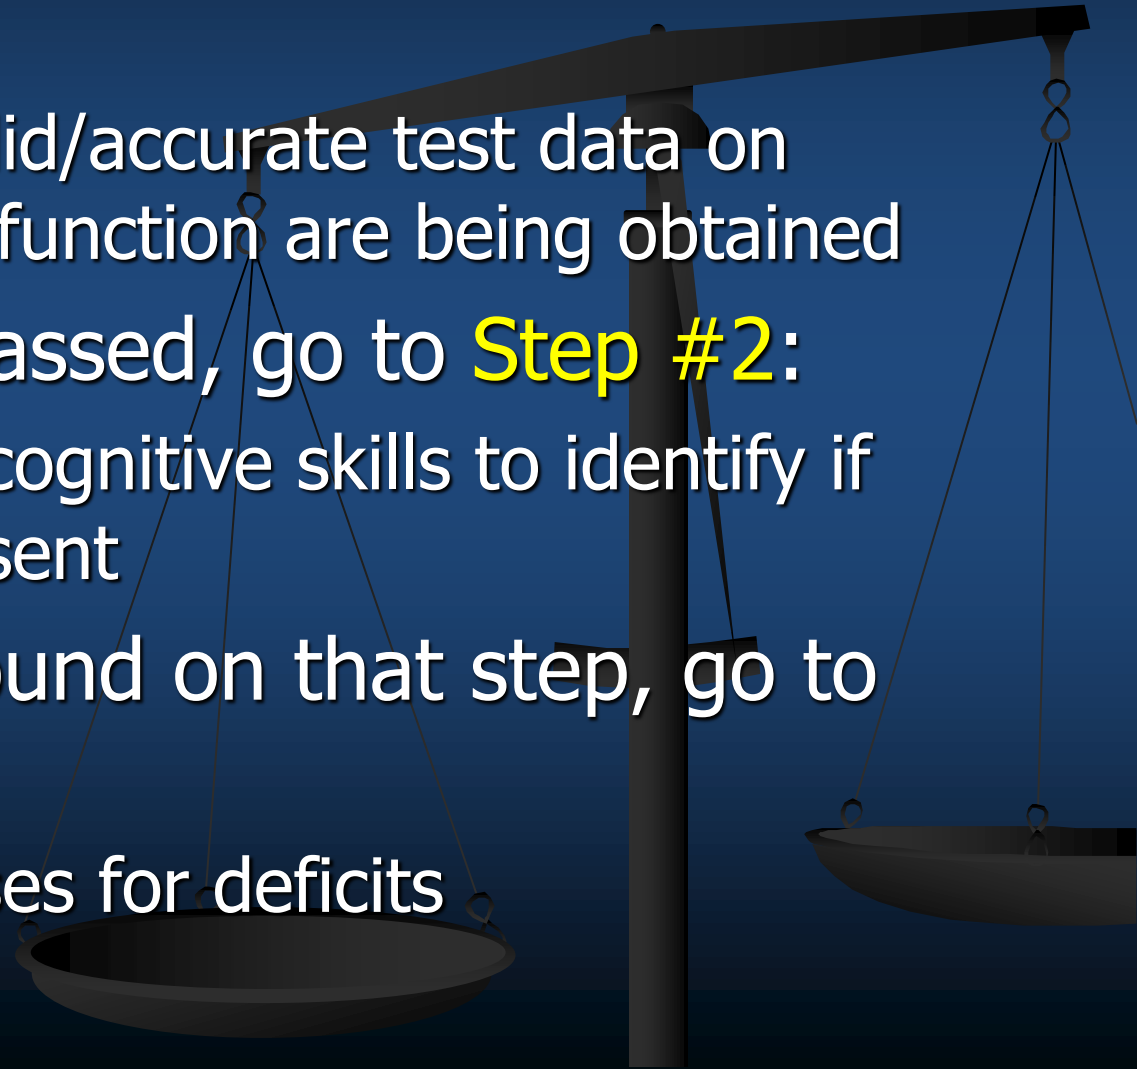 id/accurate test data on
function are being obtained
assed, go to Step #2:
cognitive skills to identify if
sent
ound on that step, go to
es for deficits